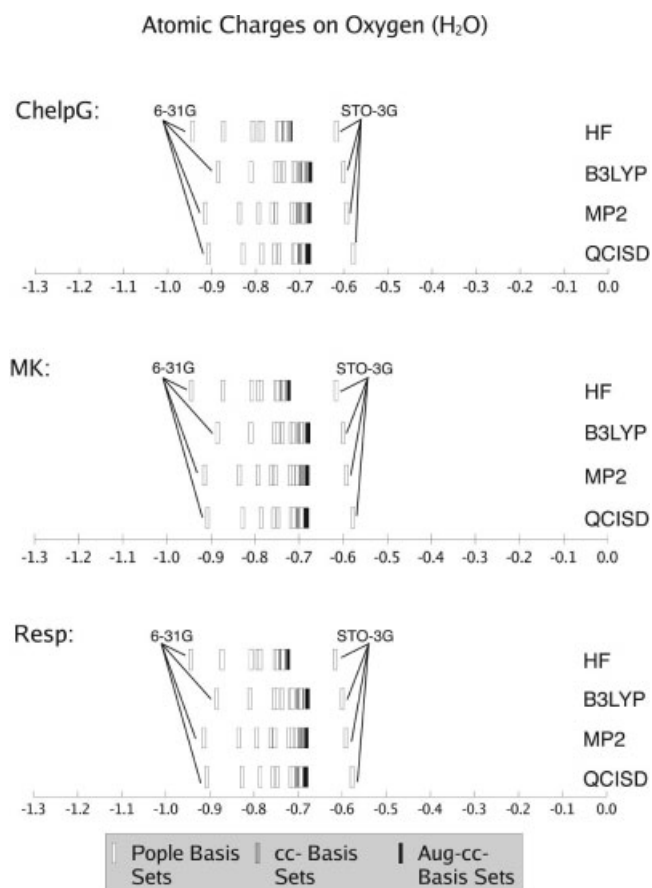 Atomic Charges on Oxygen (H₂O)
ChelpG:
6-31G
STO-3G
HF
B3LYP
MP2
QCISD
-1.3 -1.2 -1.1 -1.0 -0.9 -0.8 -0.7 -0.6 -0.5 -0.4 -0.3 -0.2 -0.1 0.0
MK:
6-31G
STO-3G
HF
B3LYP
MP2
QCISD
-1.3 -1.2 -1.1 -1.0 -0.9 -0.8 -0.7 -0.6 -0.5 -0.4 -0.3 -0.2 -0.1 0.0
Resp:
6-31G
STO-3G
HF
B3LYP
MP2
QCISD
-1.3 -1.2 -1.1 -1.0 -0.9 -0.8 -0.7 -0.6 -0.5 -0.4 -0.3 -0.2 -0.1 0.0
Pople Basis
Sets
cc- Basis
Sets
Aug-cc-
Basis Sets